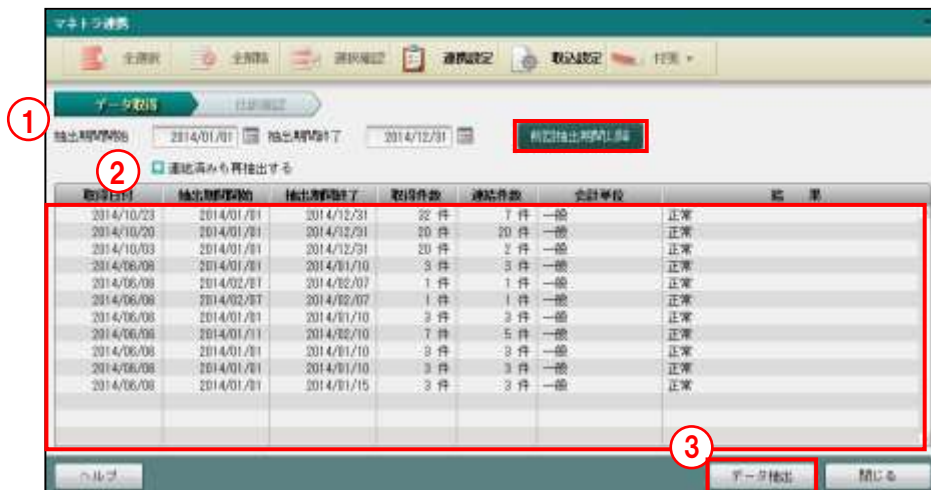 マネトラ連携
全選択 全解除 選択確認 連携設定 取込設定 付箋
データ取得 仕訳確認
①
抽出期間開始 2014/01/01 抽出期間終了 2014/12/31 前回抽出期間以降
② 連結済みも再抽出する
取得日付 抽出期間開始 抽出期間終了 取得件数 連結件数 会計単位 結 果
2014/10/23 2014/01/01 2014/12/31 22 件 7 件 一般 正常
2014/10/20 2014/01/01 2014/12/31 20 件 20 件 一般 正常
2014/10/03 2014/01/01 2014/12/31 20 件 2 件 一般 正常
2014/06/08 2014/01/01 2014/01/10 3 件 3 件 一般 正常
2014/06/08 2014/02/07 2014/02/07 1 件 1 件 一般 正常
2014/06/08 2014/02/07 2014/02/07 1 件 1 件 一般 正常
2014/06/08 2014/01/01 2014/01/10 3 件 3 件 一般 正常
2014/06/08 2014/01/11 2014/02/10 7 件 5 件 一般 正常
2014/06/08 2014/01/01 2014/01/10 3 件 3 件 一般 正常
2014/06/08 2014/01/01 2014/01/10 3 件 3 件 一般 正常
2014/06/08 2014/01/01 2014/01/15 3 件 3 件 一般 正常
③
ヘルプ データ抽出 閉じる